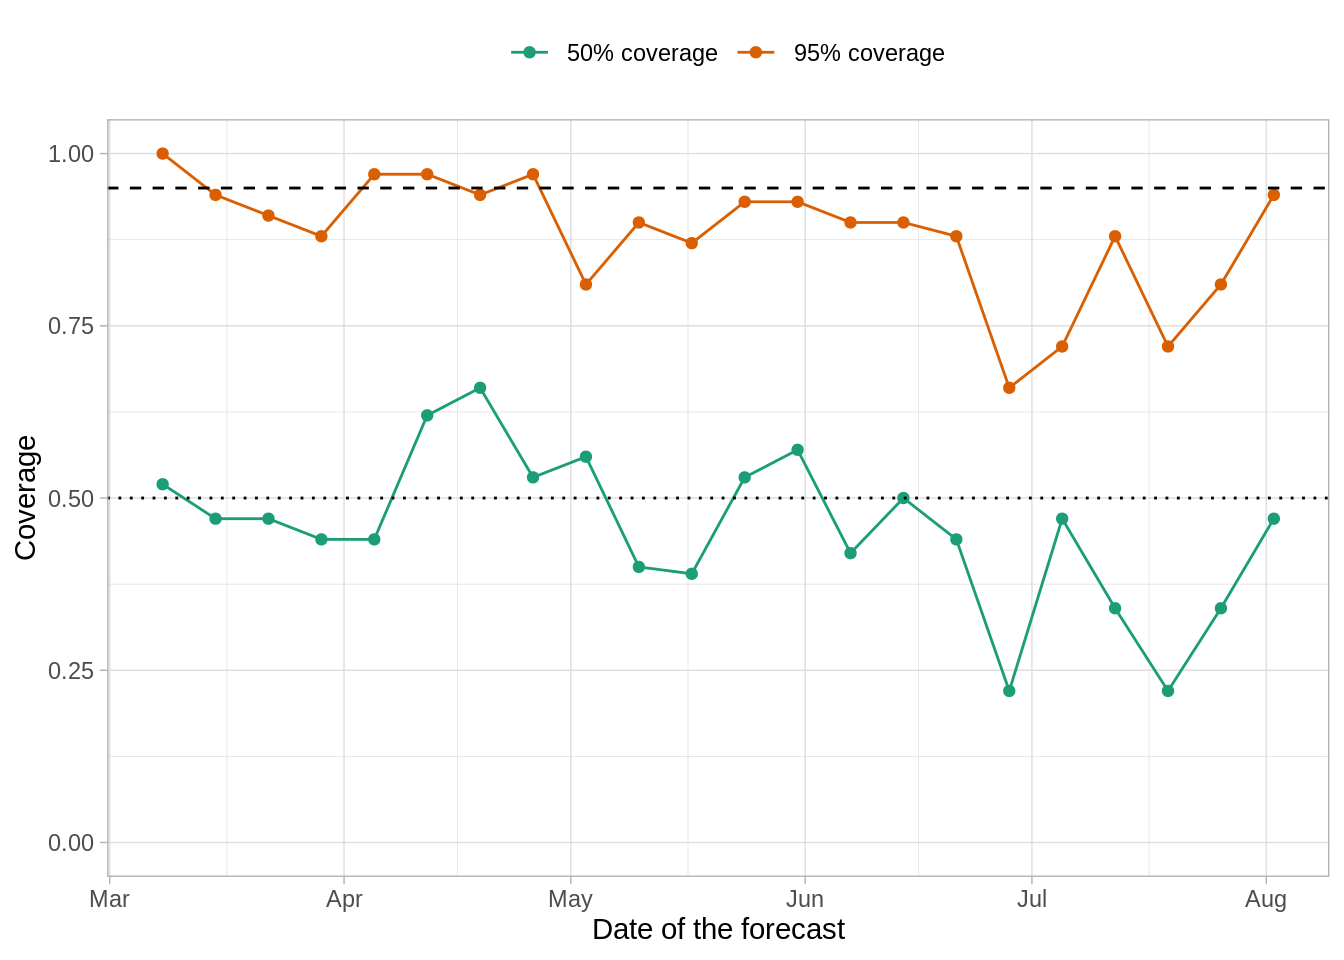 50% coverage 95% coverage
1.00
0.75
0.50
0.25
0.00
Coverage
Mar Apr May Jun Jul Aug
Date of the forecast